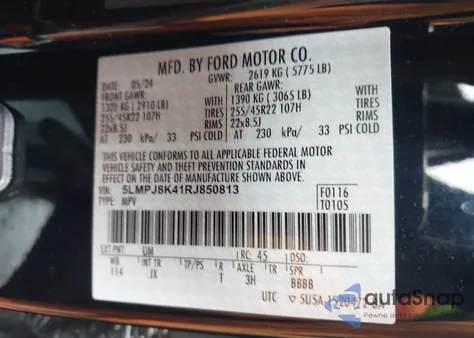 MFD. BY FORD MOTOR CO.
05/24 GVWR: 2619 KG ( 5775 LB)
FRONT GAWR: REAR GAWR:
1320 KG ( 2910 LB) WITH 1390 KG ( 3065 LB) WITH
255/45R22 107H TIRES 255/45R22 107H TIRES
22x8.5J RIMS 22x8.5J RIMS
AT 230 kPa/ 33 PSI COLD AT 230 kPa/ 33 PSI COLD
THIS VEHICLE CONFORMS TO ALL APPLICABLE FEDERAL MOTOR
VEHICLE SAFETY AND THEFT PREVENTION STANDARDS IN
EFFECT ON THE DATE OF MANUFACTURE SHOWN ABOVE.
VIN: 5LMPJ8K41RJ850813 F0116
TYPE: MPV T0105
EXT PNT: UM RC: 45 DSO:
WB INT TR TP/PS R AXLE TR SPR
114 JX T 3H BBBB
UTC ▽ SUSA
autoSnap
Pewne auto z